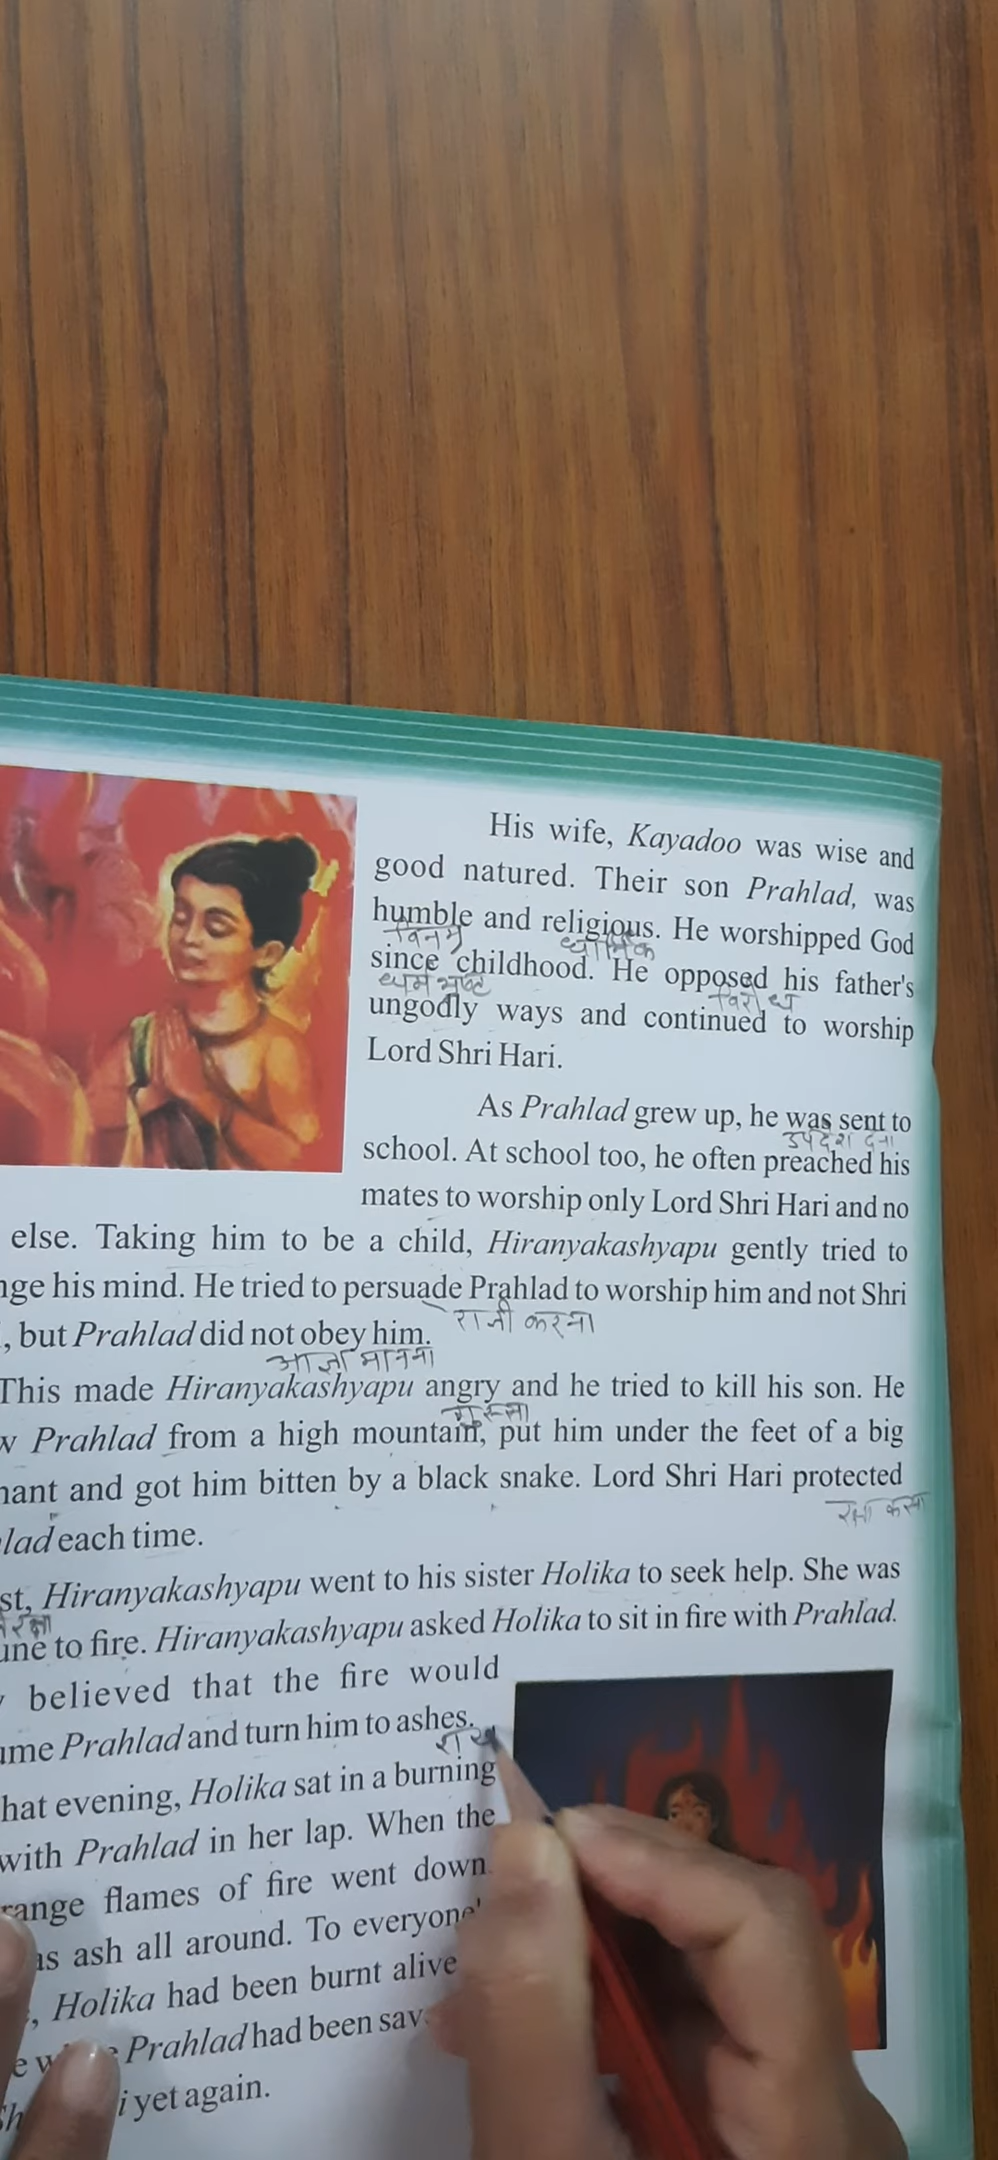 His wife, Kayadoo was wise and
good natured. Their son Prahlad, was
humble and religious. He worshipped God
विनम्र धार्मिक
since childhood. He opposed his father's
धर्म भ्रष्ट विरोध
ungodly ways and continued to worship
Lord Shri Hari.
As Prahlad grew up, he was sent to
उपदेश देना
school. At school too, he often preached his
mates to worship only Lord Shri Hari and no
else. Taking him to be a child, Hiranyakashyapu gently tried to
nge his mind. He tried to persuade Prahlad to worship him and not Shri
राजी करना
, but Prahlad did not obey him.
आज्ञा मानना
This made Hiranyakashyapu angry and he tried to kill his son. He
गुस्सा
w Prahlad from a high mountain, put him under the feet of a big
hant and got him bitten by a black snake. Lord Shri Hari protected
रक्षा करना
lad each time.
st, Hiranyakashyapu went to his sister Holika to seek help. She was
une to fire. Hiranyakashyapu asked Holika to sit in fire with Prahlad.
believed that the fire would
ume Prahlad and turn him to ashes.
राख
hat evening, Holika sat in a burning
with Prahlad in her lap. When the
range flames of fire went down
as ash all around. To everyone'
, Holika had been burnt alive
Prahlad had been sav
i yet again.